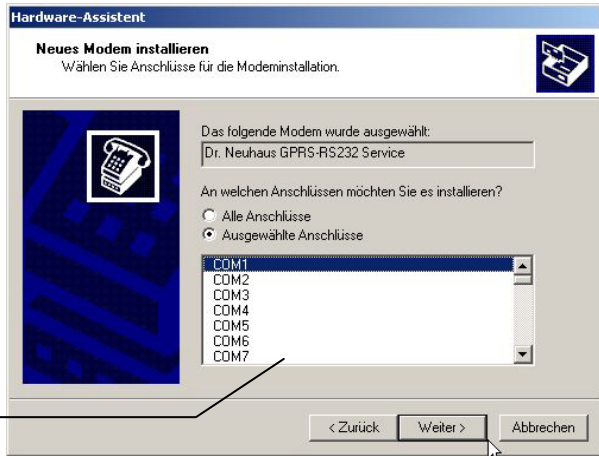 Hardware-Assistent
Neues Modem installieren
Wählen Sie Anschlüsse für die Modeminstallation.
Das folgende Modem wurde ausgewählt:
Dr. Neuhaus GPRS-RS232 Service
An welchen Anschlüssen möchten Sie es installieren?
Alle Anschlüsse
Ausgewählte Anschlüsse
COM1
COM2
COM3
COM4
COM5
COM6
COM7
< Zurück
Weiter >
Abbrechen